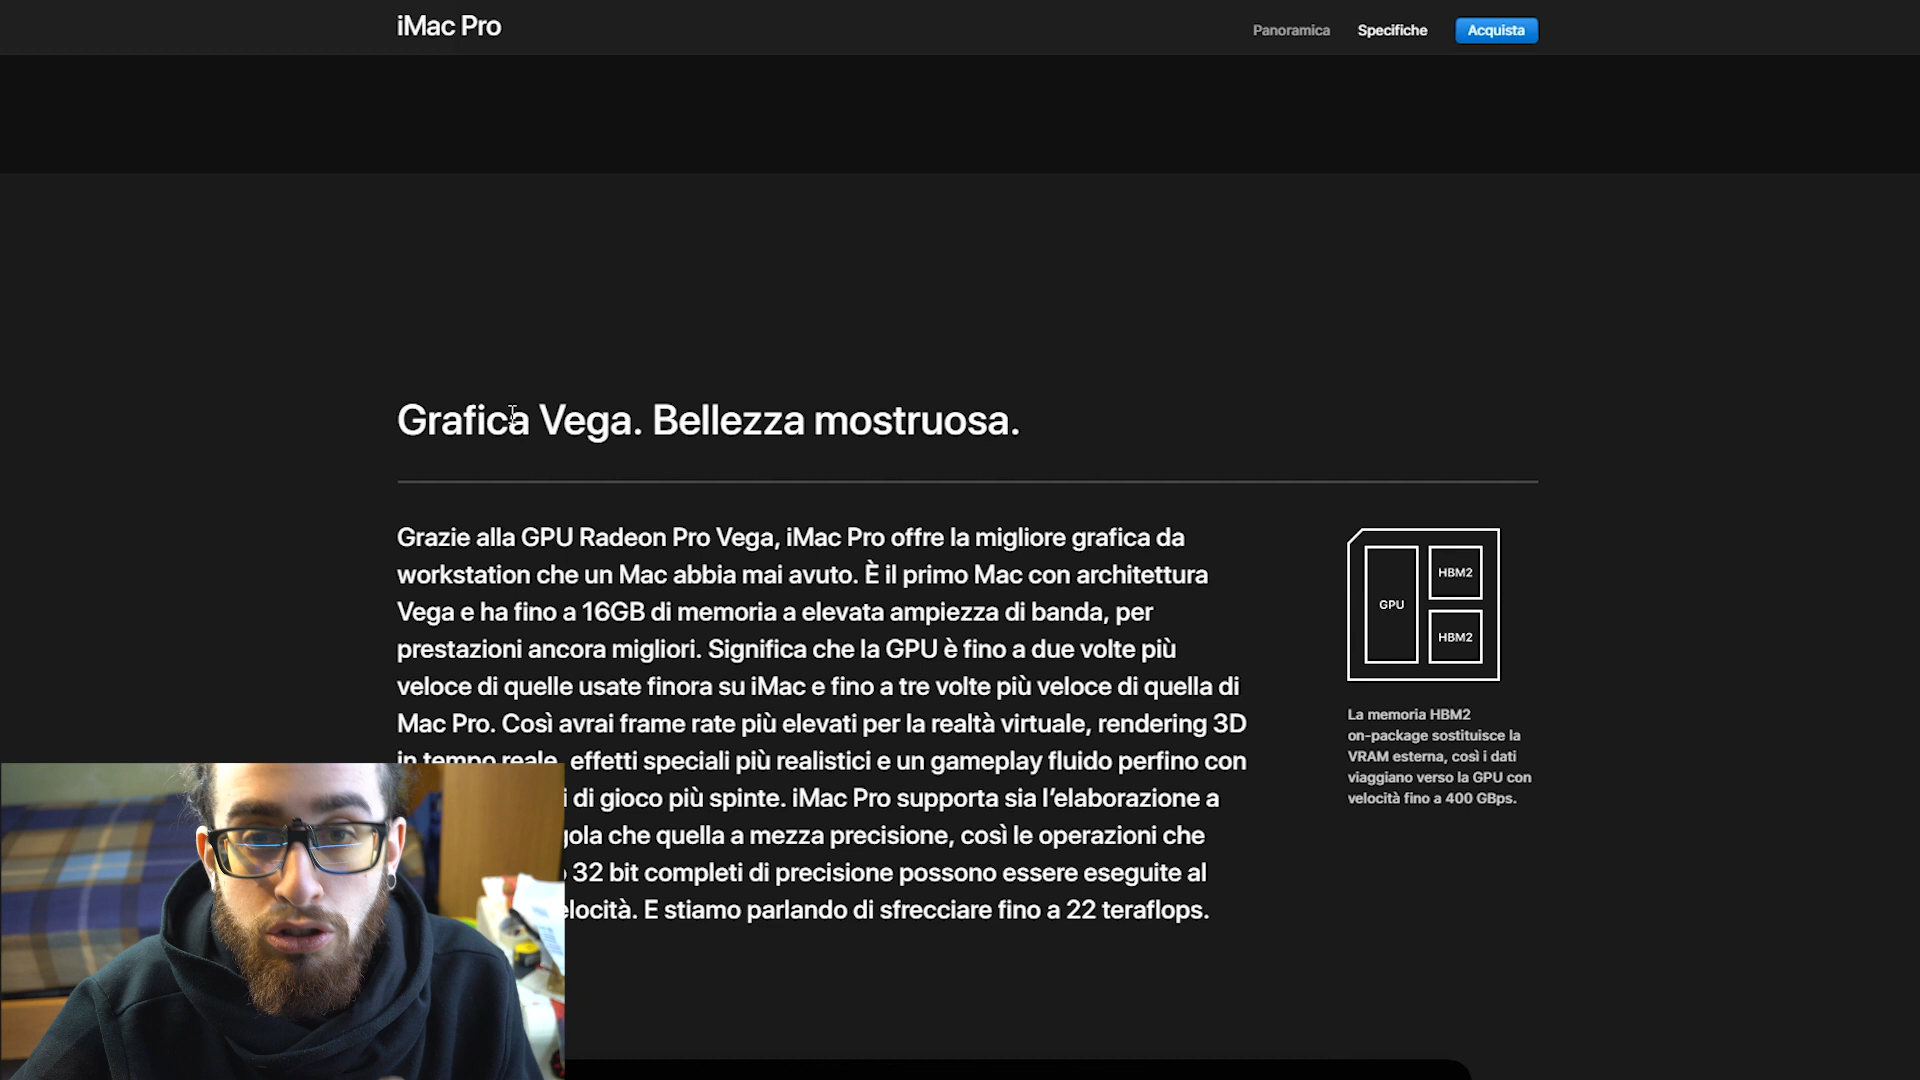 iMac Pro
Panoramica
Specifiche
Acquista
Grafica Vega. Bellezza mostruosa.
Grazie alla GPU Radeon Pro Vega, iMac Pro offre la migliore grafica da
workstation che un Mac abbia mai avuto. È il primo Mac con architettura
Vega e ha fino a 16GB di memoria a elevata ampiezza di banda, per
prestazioni ancora migliori. Significa che la GPU è fino a due volte più
veloce di quelle usate finora su iMac e fino a tre volte più veloce di quella di
Mac Pro. Così avrai frame rate più elevati per la realtà virtuale, rendering 3D
in tempo reale, effetti speciali più realistici e un gameplay fluido perfino con
di gioco più spinte. iMac Pro supporta sia l’elaborazione a
che quella a mezza precisione, così le operazioni che
32 bit completi di precisione possono essere eseguite al
E stiamo parlando di sfrecciare fino a 22 teraflops.
GPU
HBM2
HBM2
La memoria HBM2
on-package sostituisce la
VRAM esterna, così i dati
viaggiano verso la GPU con
velocità fino a 400 GBps.